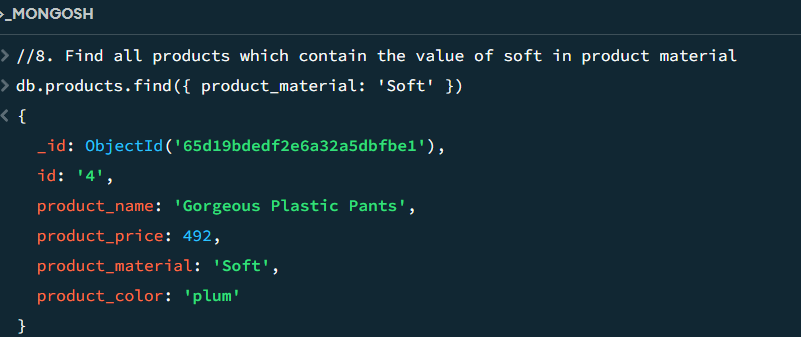 >_MONGOSH
> //8. Find all products which contain the value of soft in product material
> db.products.find({ product_material: 'Soft' })
< {
_id: ObjectId('65d19bdedf2e6a32a5dbfbe1'),
id: '4',
product_name: 'Gorgeous Plastic Pants',
product_price: 492,
product_material: 'Soft',
product_color: 'plum'
}